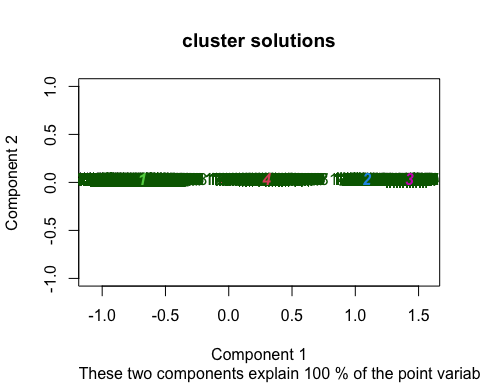 cluster solutions
Component 2
1.0
0.5
0.0
-0.5
-1.0
1 4 2 3
-1.0 -0.5 0.0 0.5 1.0 1.5
Component 1
These two components explain 100 % of the point variab